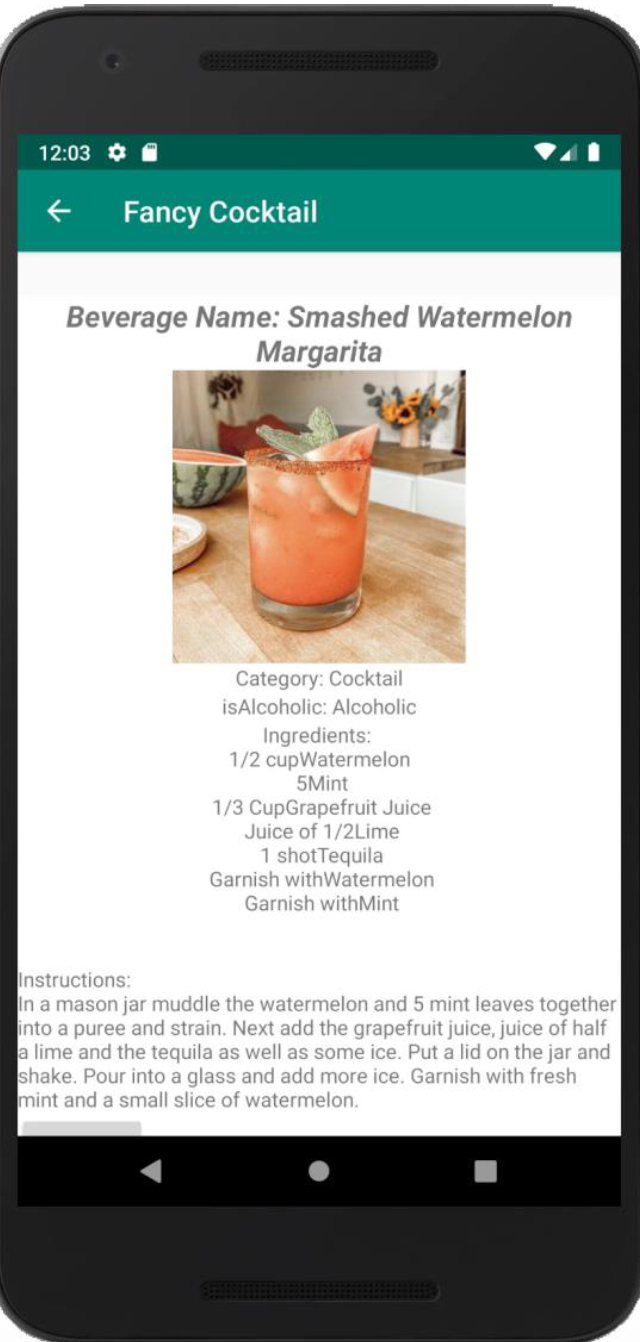 12:03
Fancy Cocktail
Beverage Name: Smashed Watermelon
Margarita
Category: Cocktail
isAlcoholic: Alcoholic
Ingredients:
1/2 cupWatermelon
5Mint
1/3 CupGrapefruit Juice
Juice of 1/2Lime
1 shotTequila
Garnish withWatermelon
Garnish withMint
Instructions:
In a mason jar muddle the watermelon and 5 mint leaves together
into a puree and strain. Next add the grapefruit juice, juice of half
a lime and the tequila as well as some ice. Put a lid on the jar and
shake. Pour into a glass and add more ice. Garnish with fresh
mint and a small slice of watermelon.